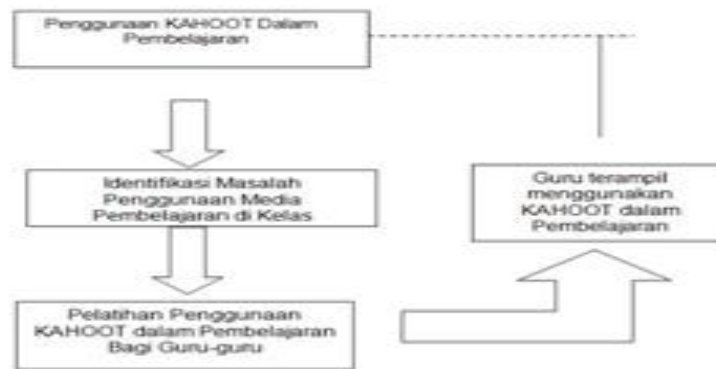 Penggunaan KAHOOT Dalam
Pembelajaran
Identifikasi Masalah
Penggunaan Media
Pembelajaran di Kelas
Pelatihan Penggunaan
KAHOOT dalam Pembelajaran
Bagi Guru-guru
Guru terampil
menggunakan
KAHOOT dalam
Pembelajaran